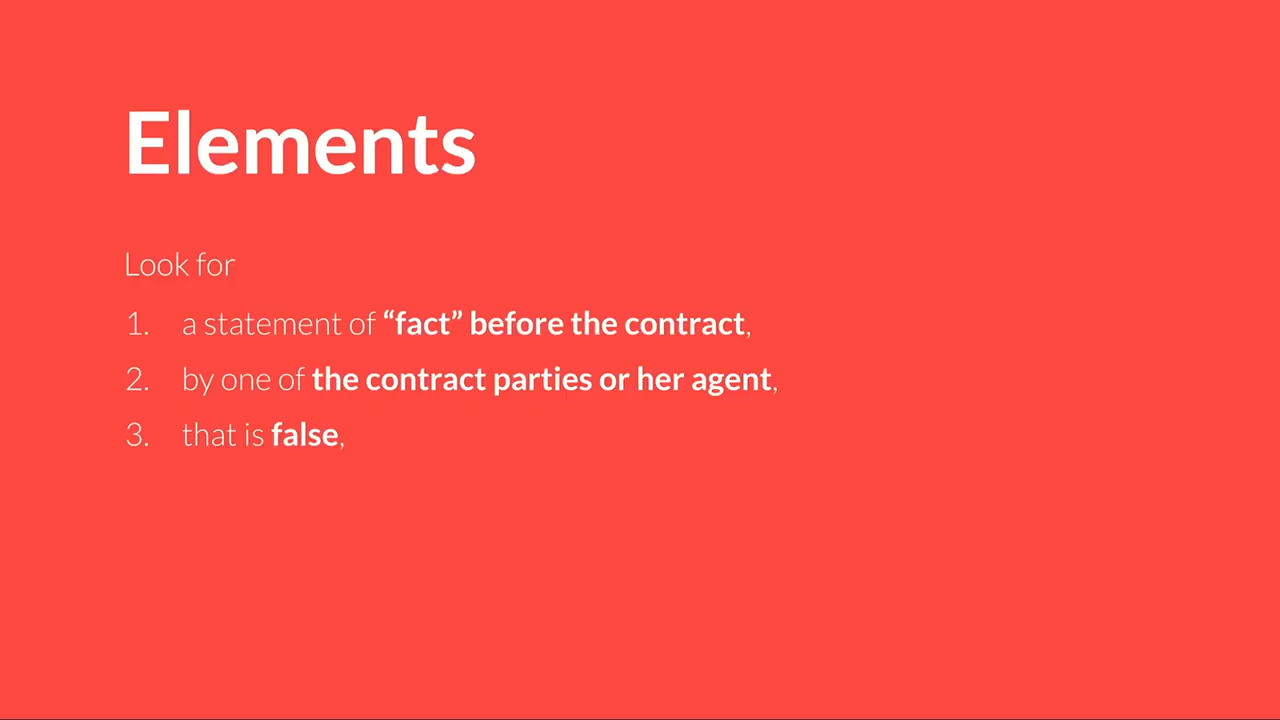 Elements
Look for
1. a statement of “fact” before the contract,
2. by one of the contract parties or her agent,
3. that is false,